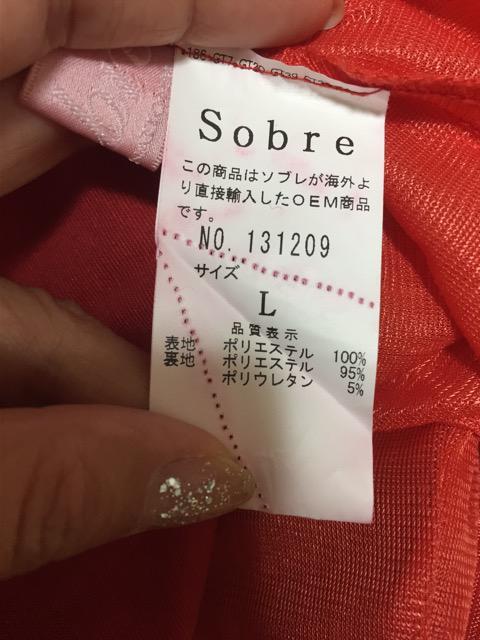 Sobre
この商品はソブレが海外よ
り直接輸入したOEM商品
です。
NO. 131209
サイズ
L
品質表示
表地 ポリエステル 100%
裏地 ポリエステル 95%
ポリウレタン 5%